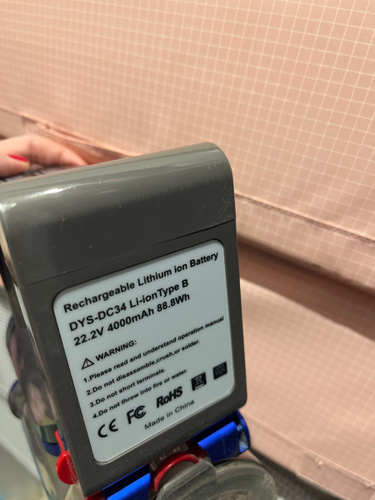 Rechargeable Lithium ion Battery
DYS-DC34 Li-ionType B
22.2V 4000mAh 88.8Wh
WARNING:
1.Please read and understand operation manual
2.Do not disassemble,crush,or solder.
3.Do not short terminals.
4.Do not throw into fire or water.
CE FC RoHS
Made in China